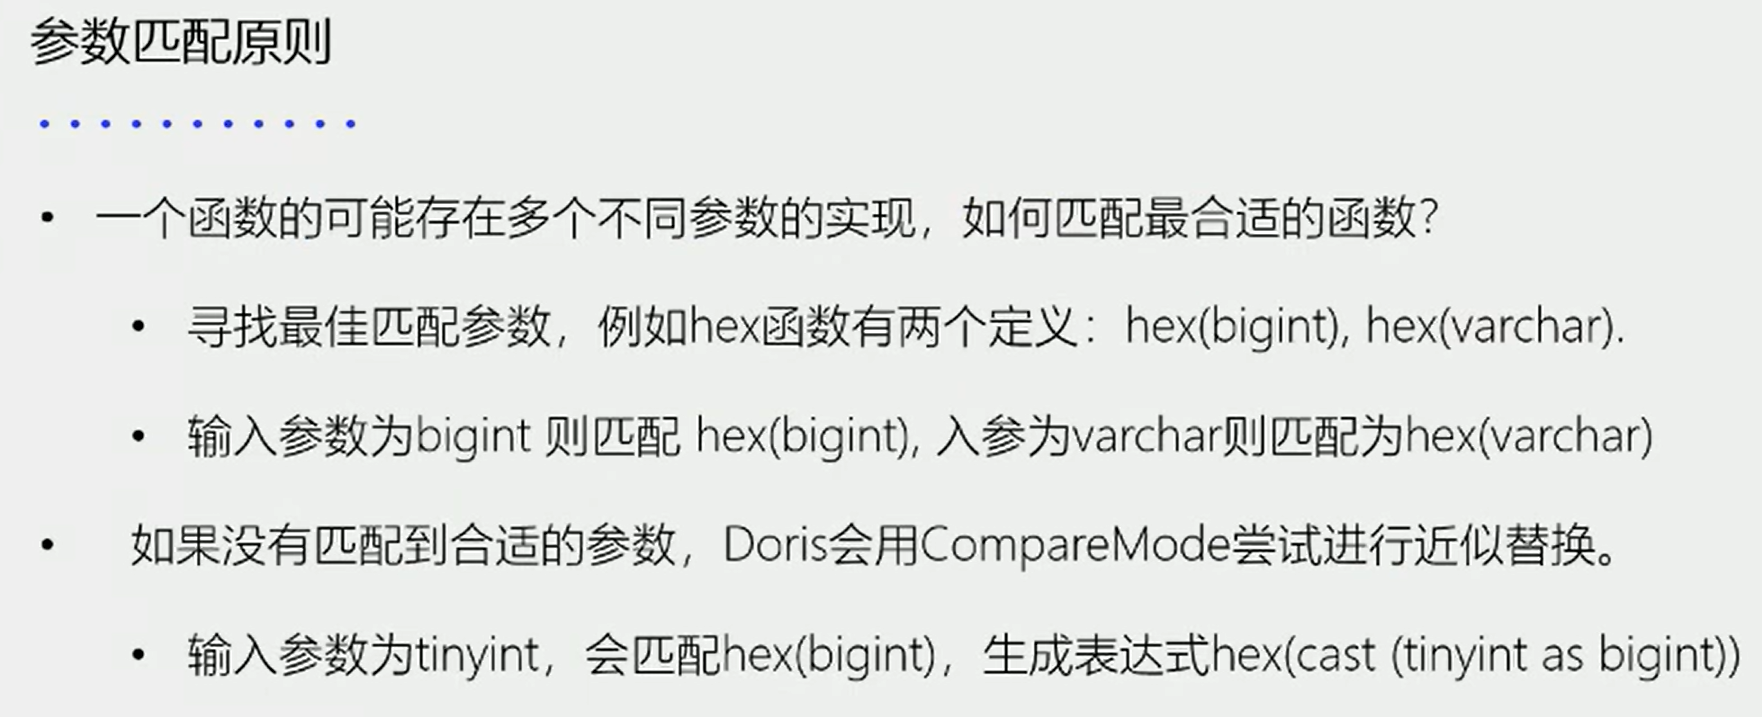 参数匹配原则
• 一个函数的可能存在多个不同参数的实现，如何匹配最合适的函数？
• 寻找最佳匹配参数，例如hex函数有两个定义：hex(bigint), hex(varchar).
• 输入参数为bigint 则匹配 hex(bigint), 入参为varchar则匹配为hex(varchar)
• 如果没有匹配到合适的参数，Doris会用CompareMode尝试进行近似替换。
• 输入参数为tinyint，会匹配hex(bigint)，生成表达式hex(cast (tinyint as bigint))